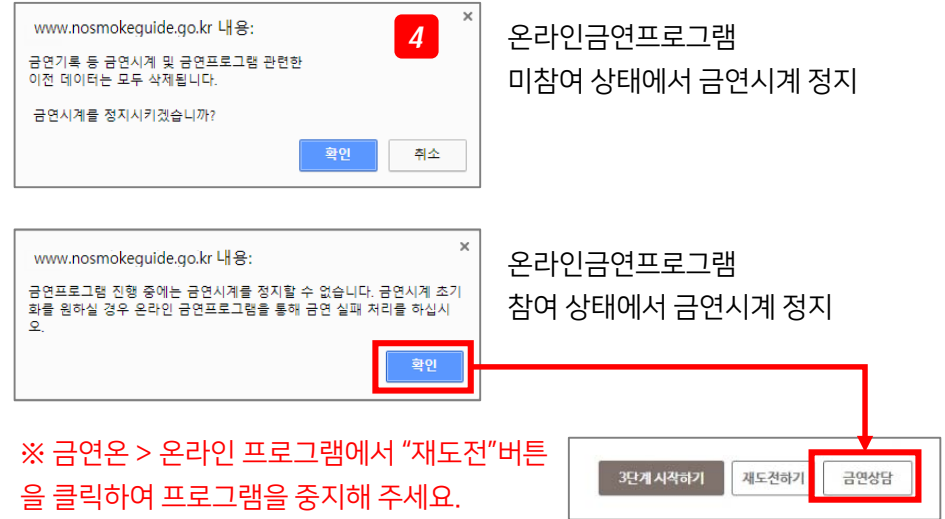 www.nosmokeguide.go.kr 내용:
4
×
금연기록 등 금연시계 및 금연프로그램 관련한
이전 데이터는 모두 삭제됩니다.
금연시계를 정지시키겠습니까?
확인
취소
온라인금연프로그램
미참여 상태에서 금연시계 정지
www.nosmokeguide.go.kr 내용:
×
금연프로그램 진행 중에는 금연시계를 정지할 수 없습니다. 금연시계 초기
화를 원하실 경우 온라인 금연프로그램을 통해 금연 실패 처리를 하십시
오.
확인
온라인금연프로그램
참여 상태에서 금연시계 정지
※ 금연온 > 온라인 프로그램에서 “재도전”버튼
을 클릭하여 프로그램을 중지해 주세요.
3단계 시작하기
재도전하기
금연상담